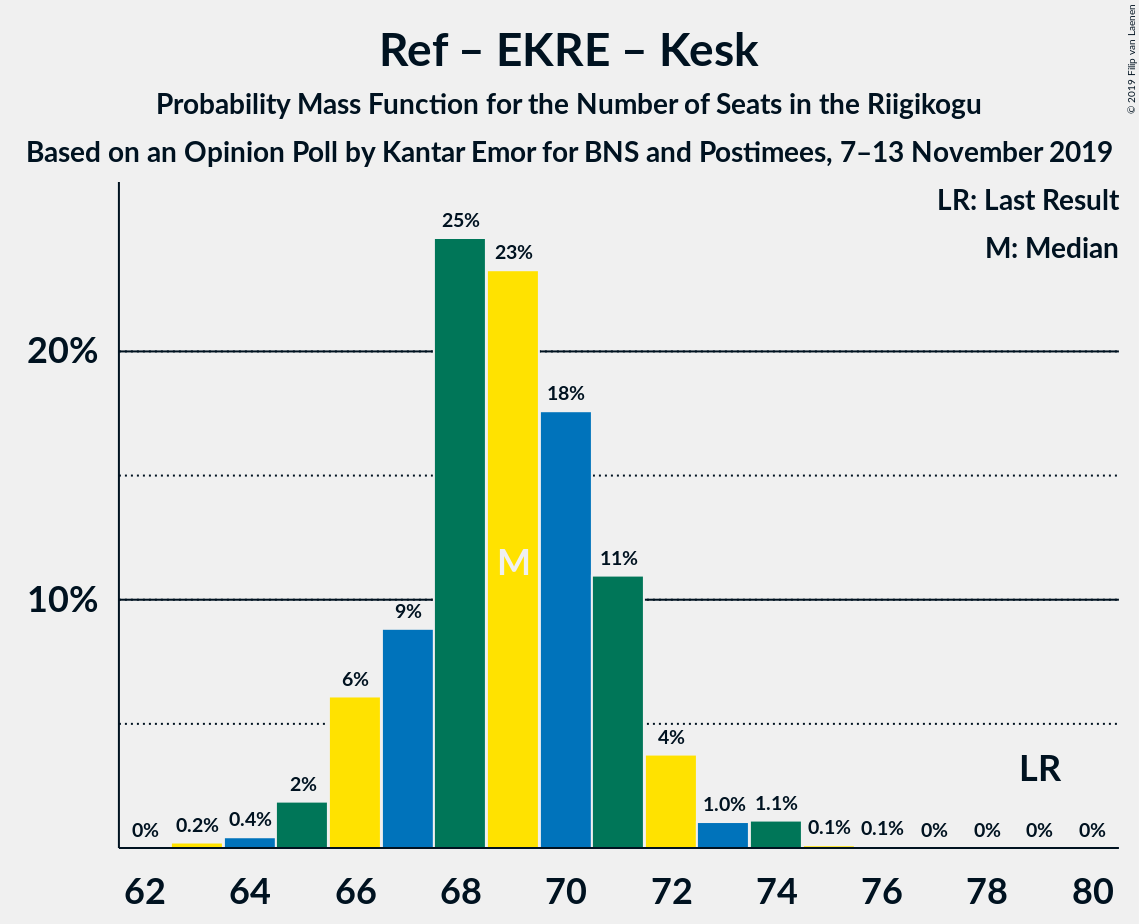 Ref – EKRE – Kesk
Probability Mass Function for the Number of Seats in the Riigikogu
Based on an Opinion Poll by Kantar Emor for BNS and Postimees, 7–13 November 2019
© 2019 Filip van Laenen
LR: Last Result
M: Median
20%
10%
0%
0.2%
0.4%
2%
6%
9%
25%
23%
18%
11%
4%
1.0%
1.1%
0.1%
0.1%
0%
0%
0%
0%
M
LR
62 64 66 68 70 72 74 76 78 80